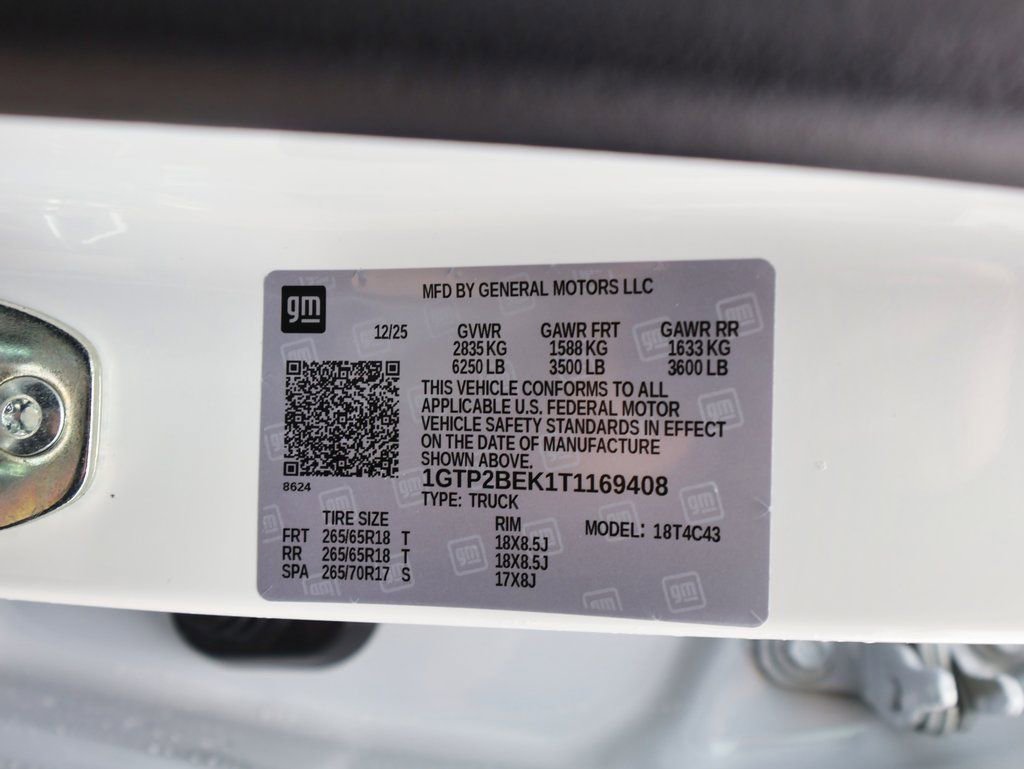 gm
MFD BY GENERAL MOTORS LLC
12/25 GVWR GAWR FRT GAWR RR
2835 KG 1588 KG 1633 KG
6250 LB 3500 LB 3600 LB
THIS VEHICLE CONFORMS TO ALL
APPLICABLE U.S. FEDERAL MOTOR
VEHICLE SAFETY STANDARDS IN EFFECT
ON THE DATE OF MANUFACTURE
SHOWN ABOVE.
8624
1GTP2BEK1T1169408
TYPE: TRUCK
TIRE SIZE RIM MODEL: 18T4C43
FRT 265/65R18 T 18X8.5J
RR 265/65R18 T 18X8.5J
SPA 265/70R17 S 17X8J